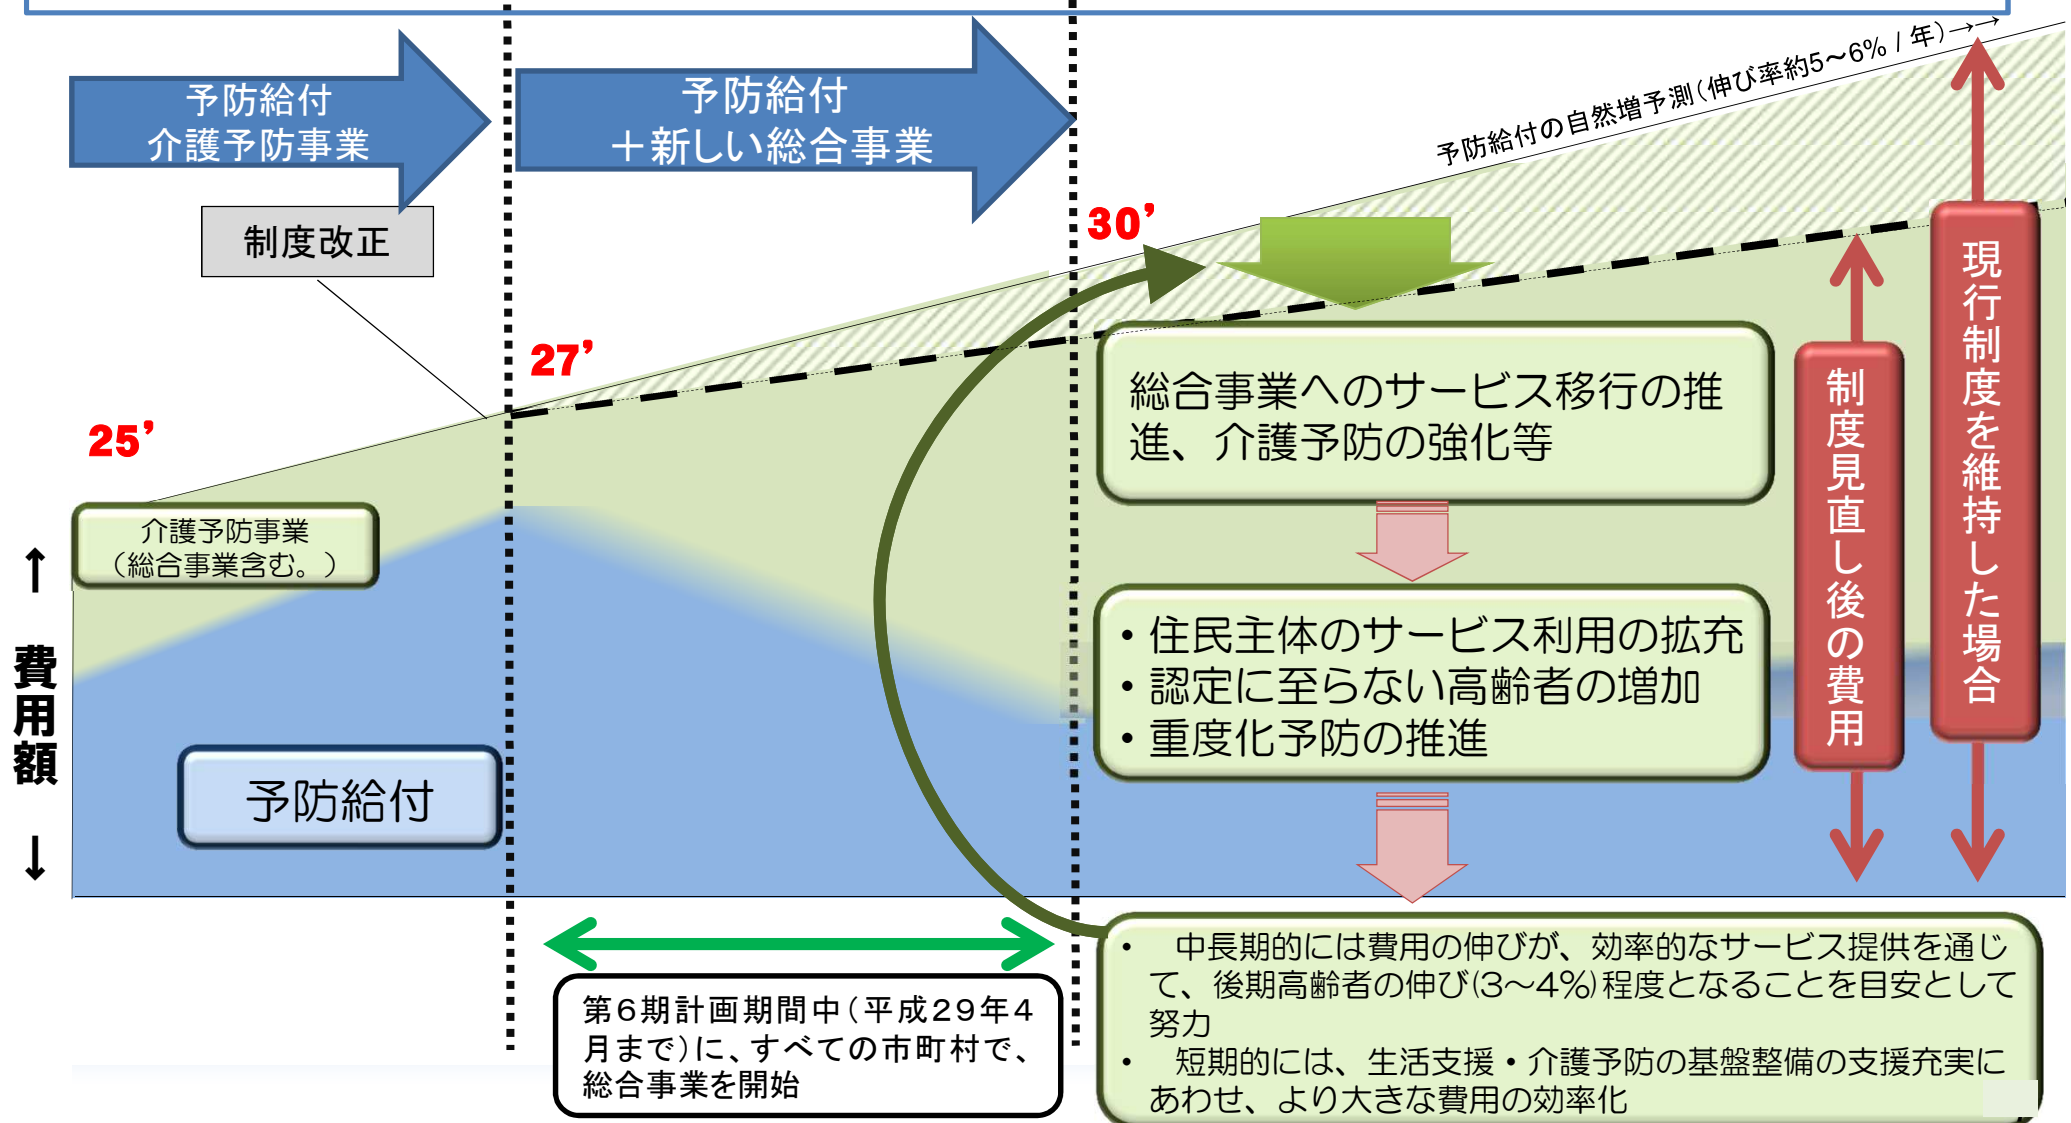 予防給付
介護予防事業
予防給付
＋新しい総合事業
予防給付の自然増予測（伸び率約5～6% / 年）→→
制度改正
25’
27’
30’
総合事業へのサービス移行の推
進、介護予防の強化等
制度見直し後の費用
現行制度を維持した場合
介護予防事業
（総合事業含む。）
↑
費用額
↓
・住民主体のサービス利用の拡充
・認定に至らない高齢者の増加
・重度化予防の推進
予防給付
第６期計画期間中（平成２９年４
月まで）に、すべての市町村で、
総合事業を開始
・ 中長期的には費用の伸びが、効率的なサービス提供を通じ
て、後期高齢者の伸び(3～4%)程度となることを目安として
努力
・ 短期的には、生活支援・介護予防の基盤整備の支援充実に
あわせ、より大きな費用の効率化